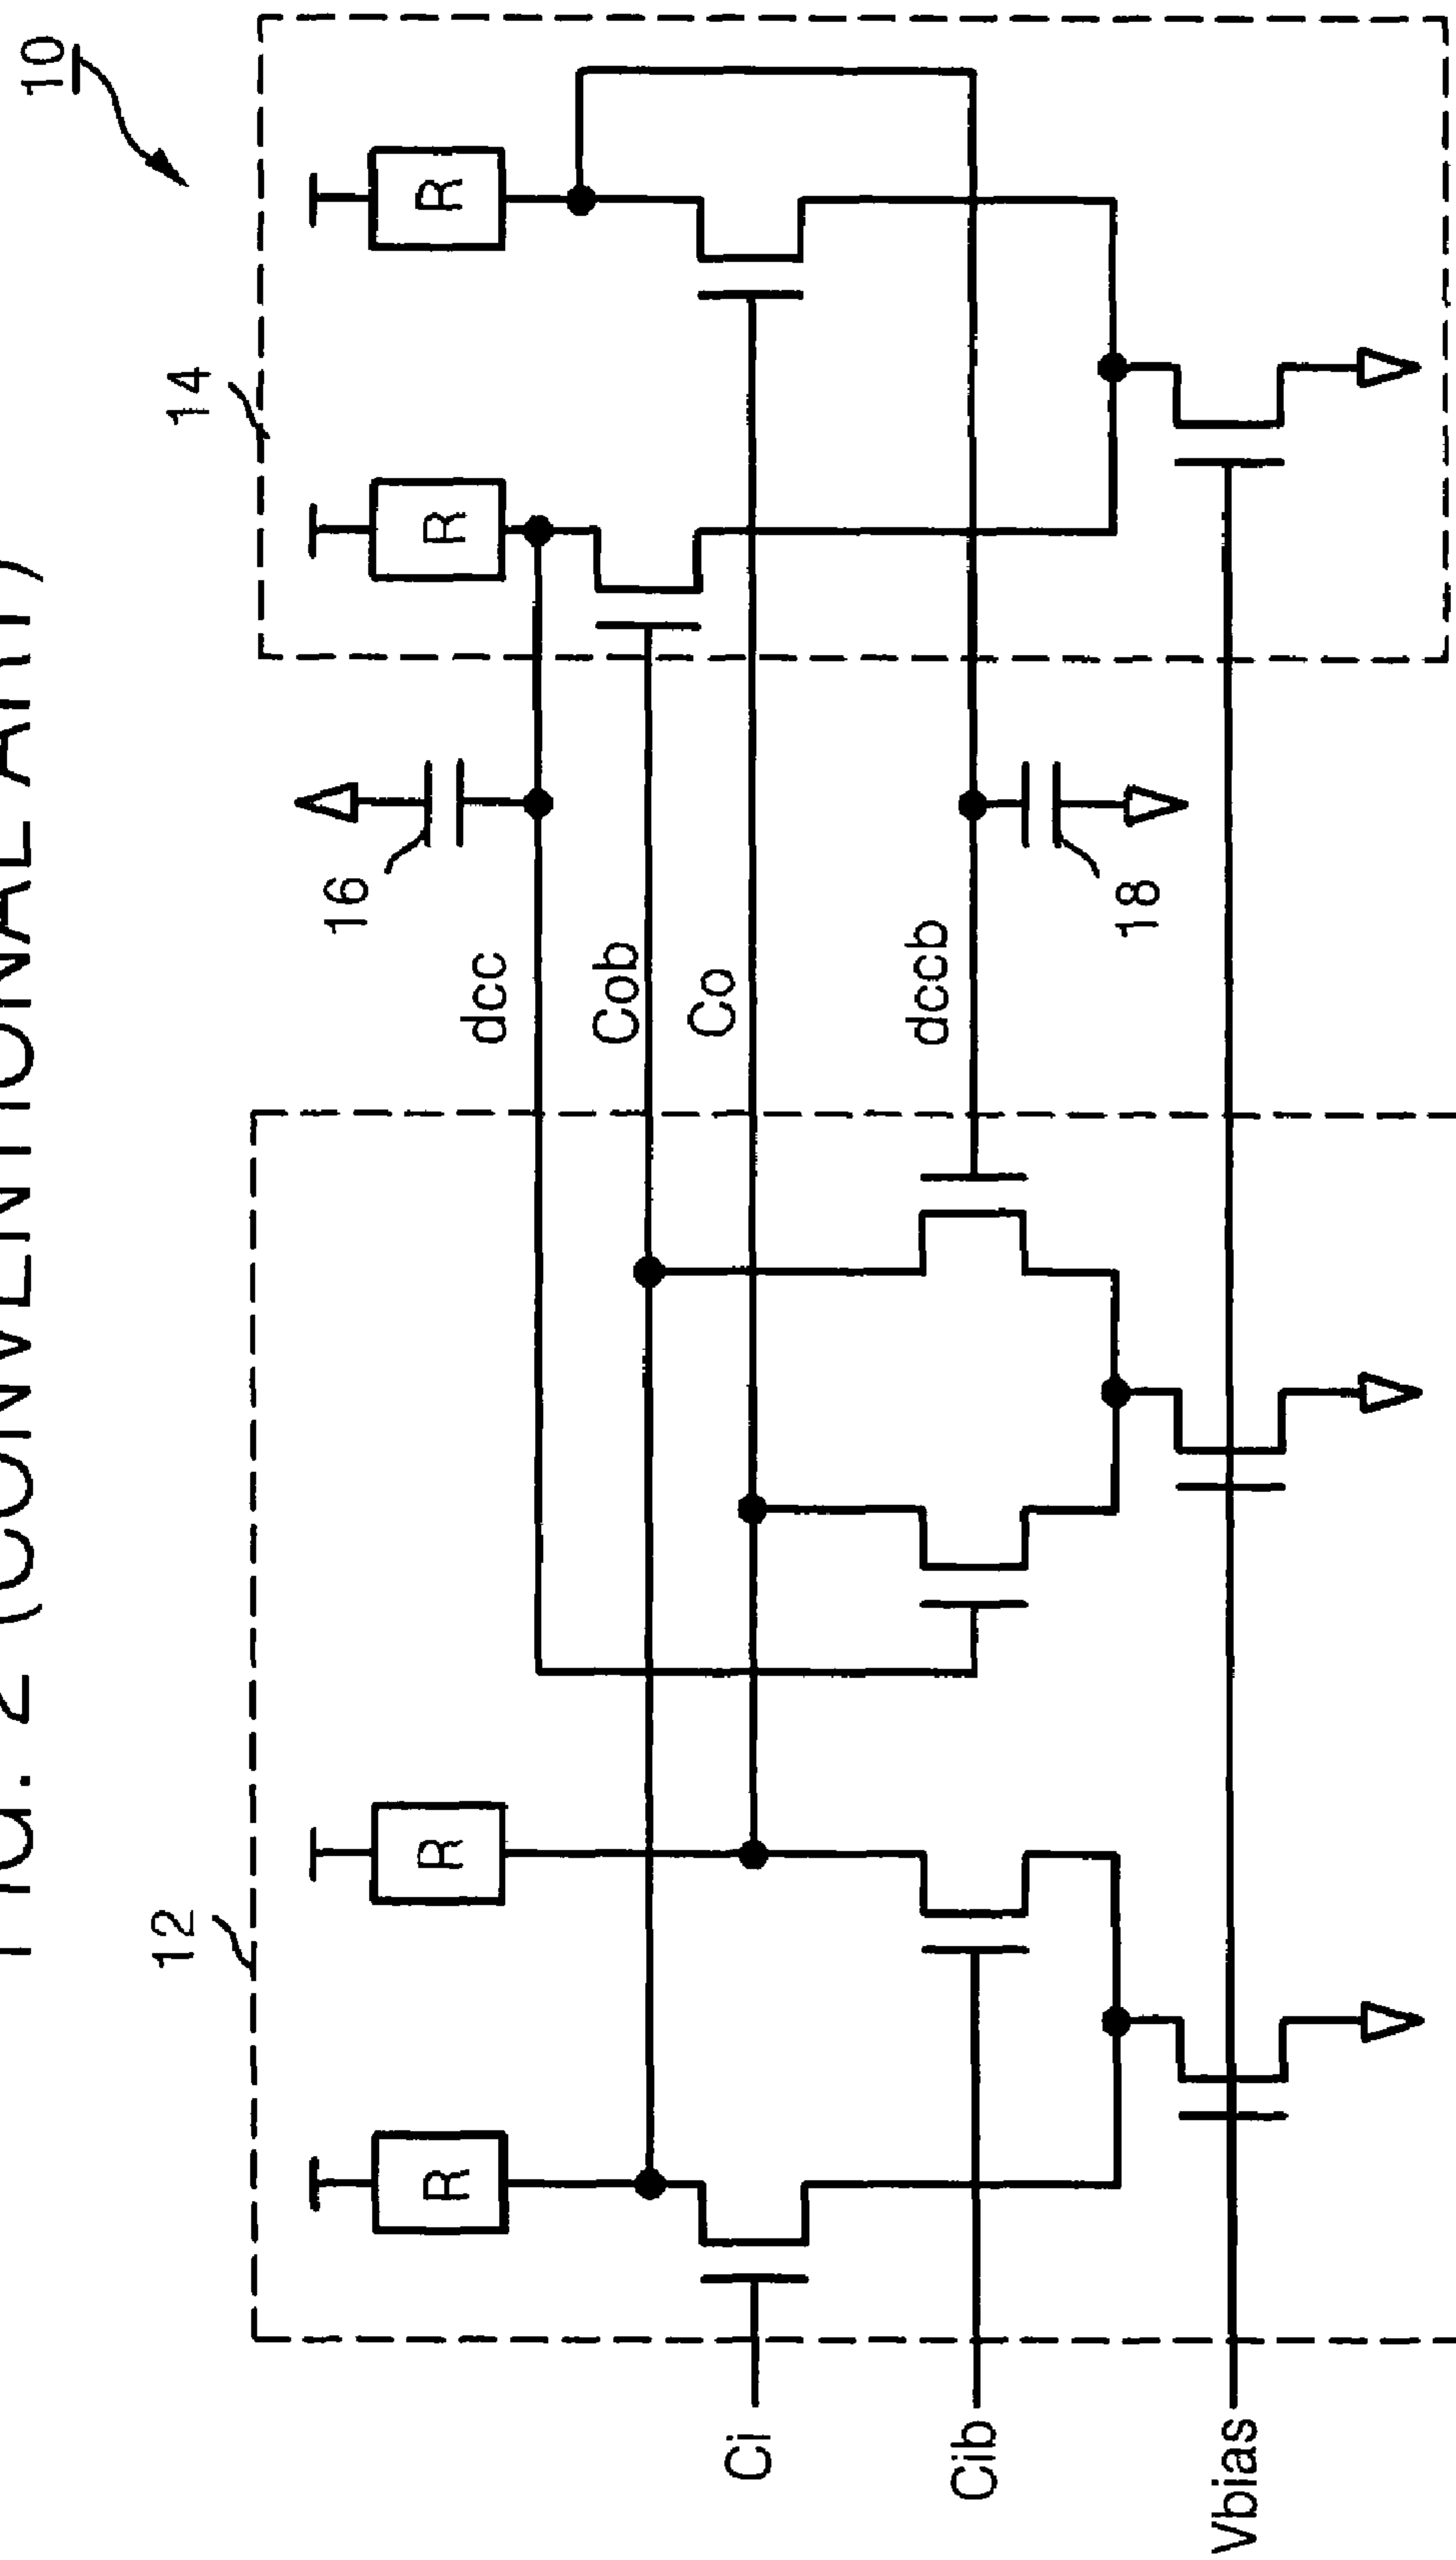 FIG. 2 (CONVENTIONAL ART)
10
12
14
R
R
R
R
16
dcc
Cob
Co
dccb
18
Ci
Cib
Vbias